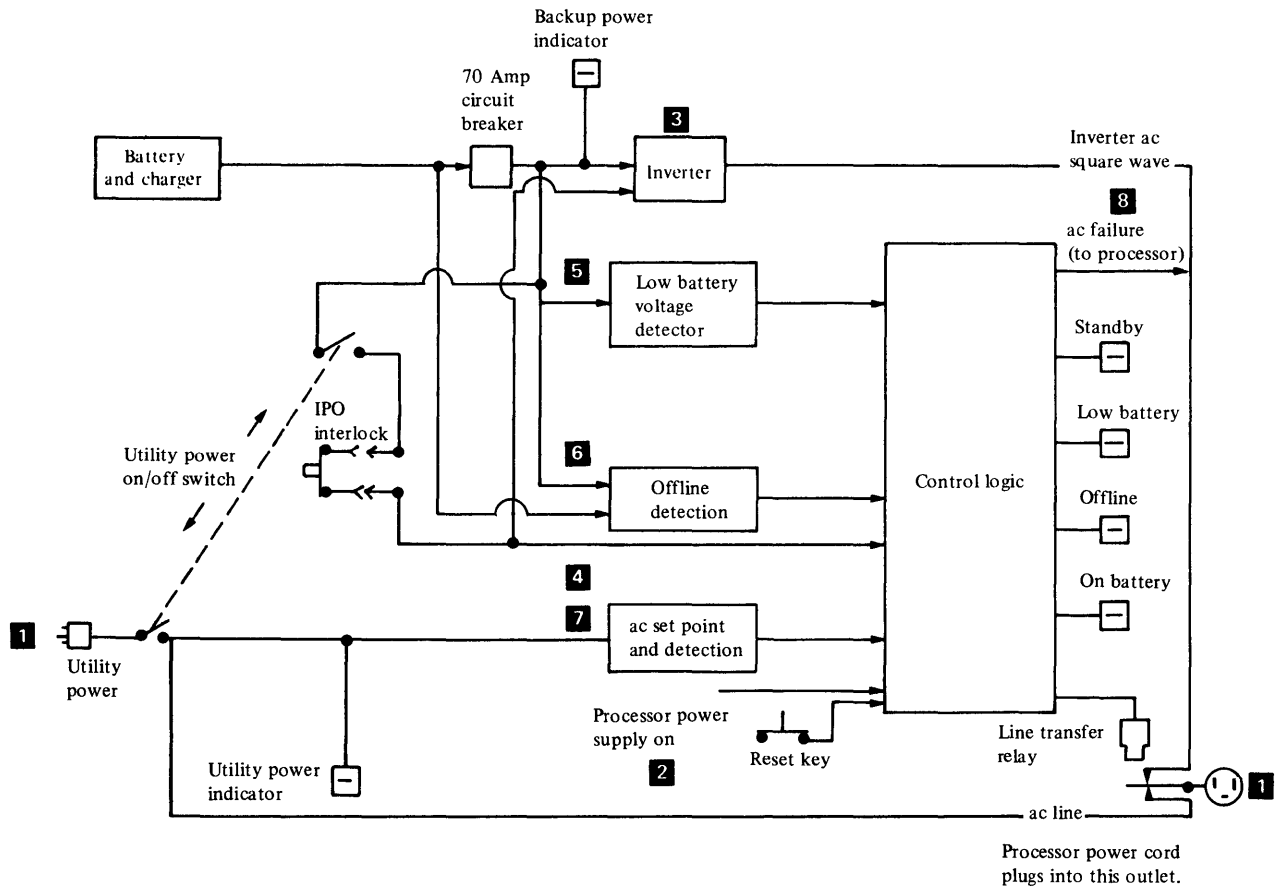 Backup power
indicator
70 Amp
circuit
breaker
3
Battery
and charger
Inverter
Inverter ac
square wave
8
ac failure
(to processor)
5
Low battery
voltage
detector
Standby
IPO
interlock
Low battery
Utility power
on/off switch
6
Offline
detection
Control logic
Offline
4
On battery
7
1
ac set point
and detection
Utility
power
Processor power
supply on
2
Reset key
Line transfer
relay
Utility power
indicator
1
ac line
Processor power cord
plugs into this outlet.